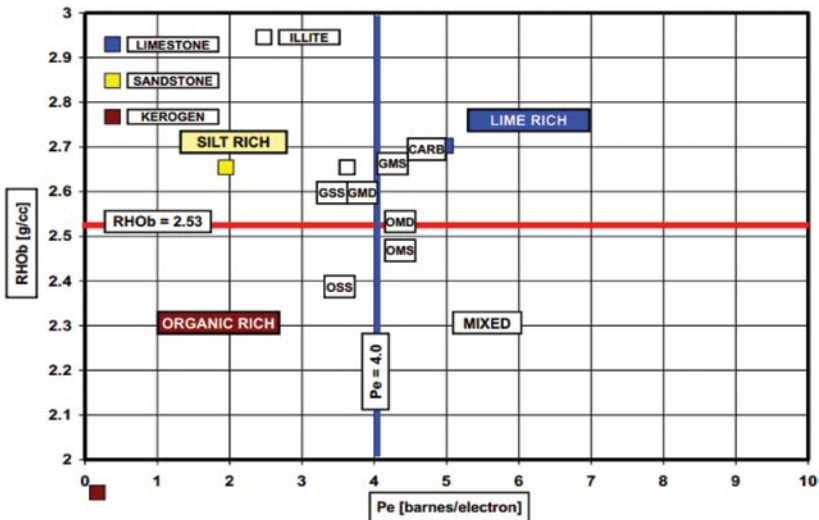 3
2.9
2.8
2.7
2.6
2.5
2.4
2.3
2.2
2.1
2
RHOb [g/cc]
LIMESTONE
SANDSTONE
KEROGEN
ILLITE
SILT RICH
LIME RICH
CARB
GMS
GSS
GMD
RHOb = 2.53
OMD
OMS
OSS
ORGANIC RICH
MIXED
Pe = 4.0
0
1
2
3
4
5
6
7
8
9
10
Pe [barnes/electron]